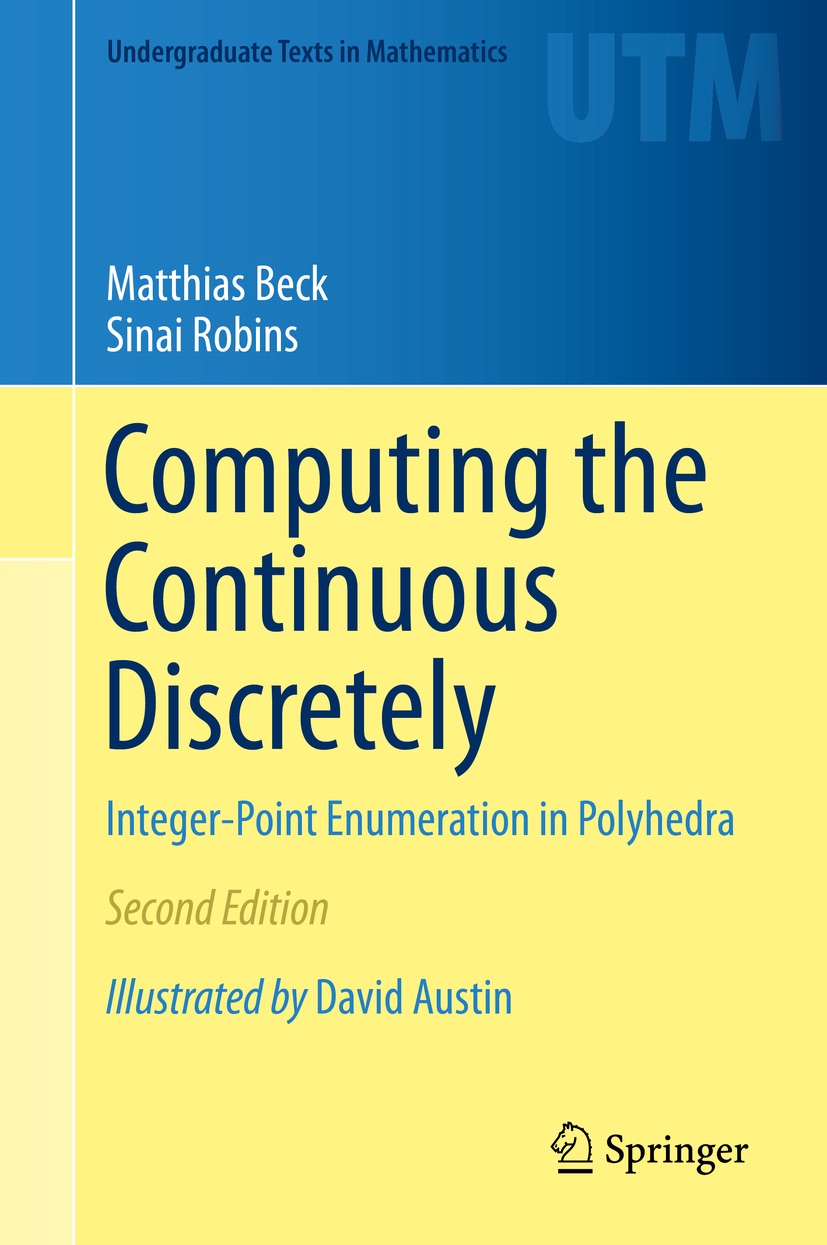 Undergraduate Texts in Mathematics
UTM
Matthias Beck
Sinai Robins
Computing the
Continuous
Discretely
Integer-Point Enumeration in Polyhedra
Second Edition
Illustrated by David Austin
Springer